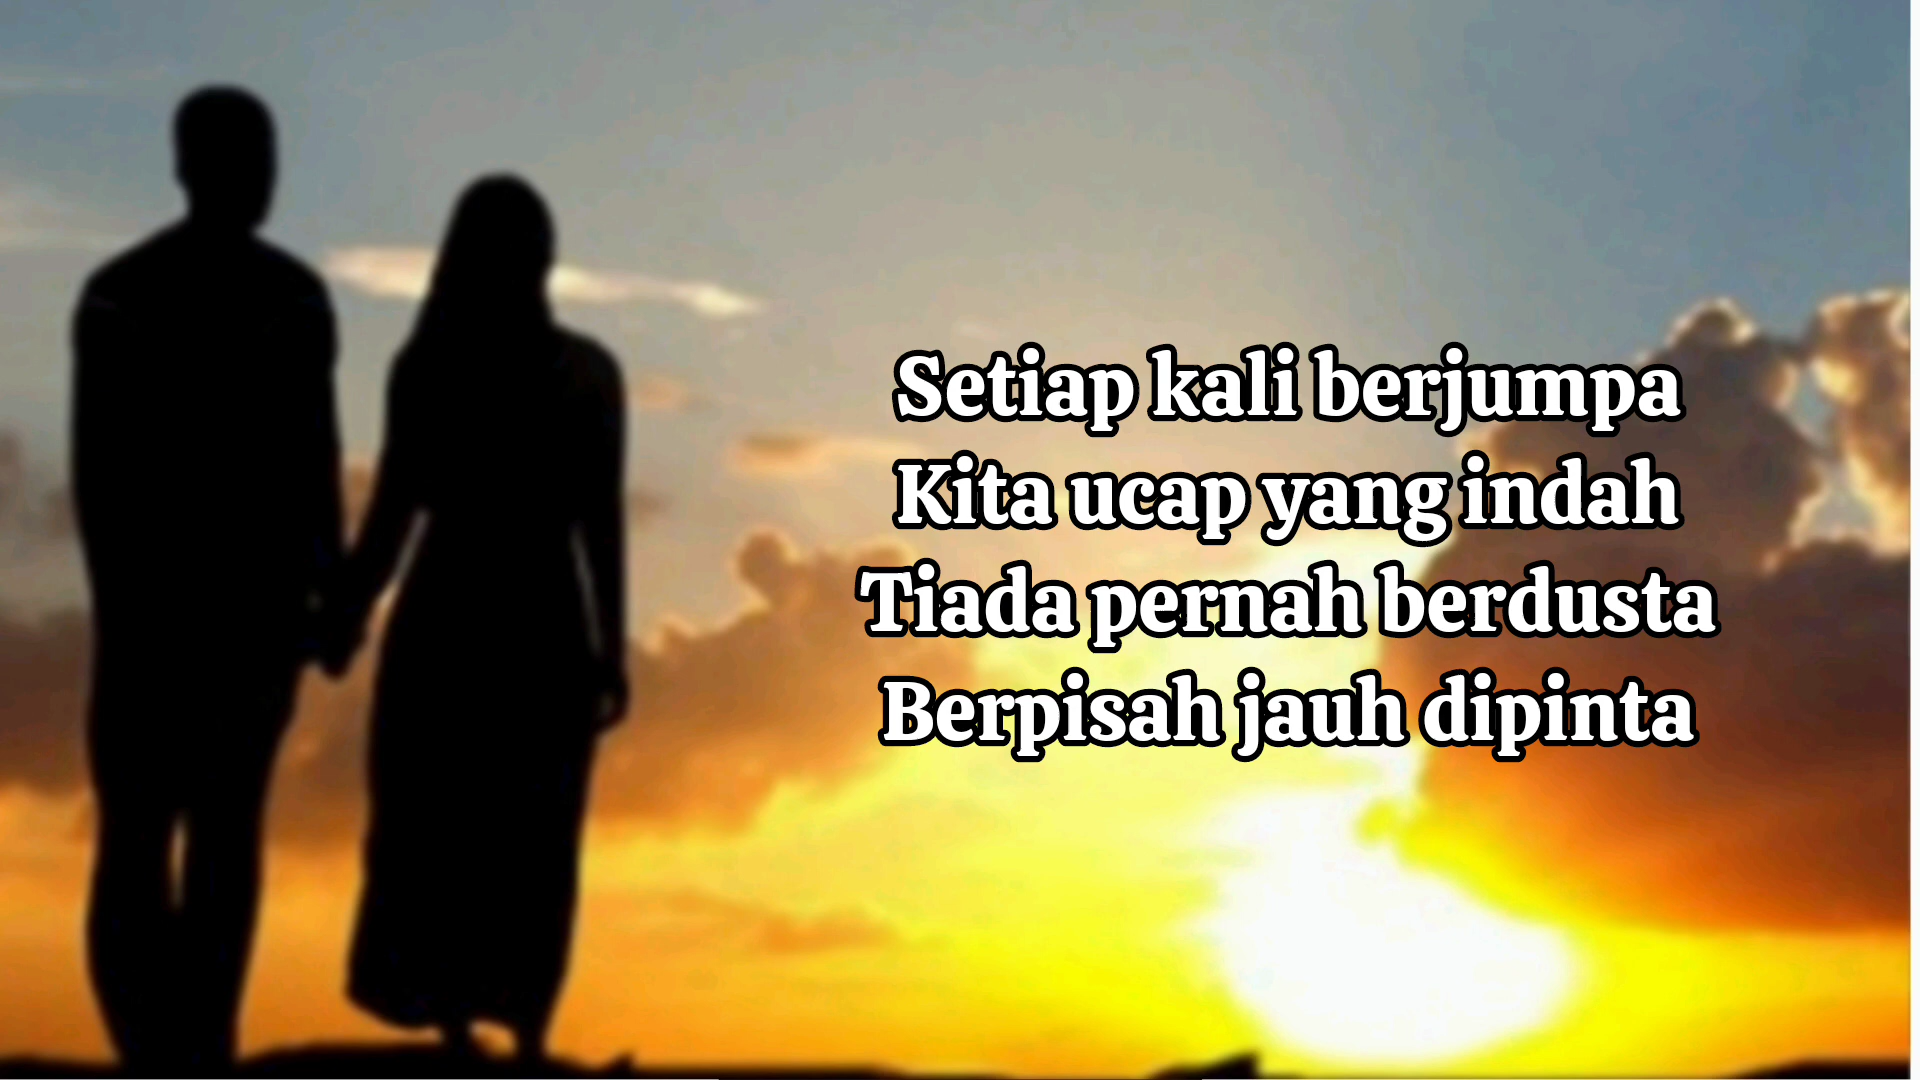 Setiap kali berjumpa
Kita ucap yang indah
Tiada pernah berdusta
Berpisah jauh dipinta